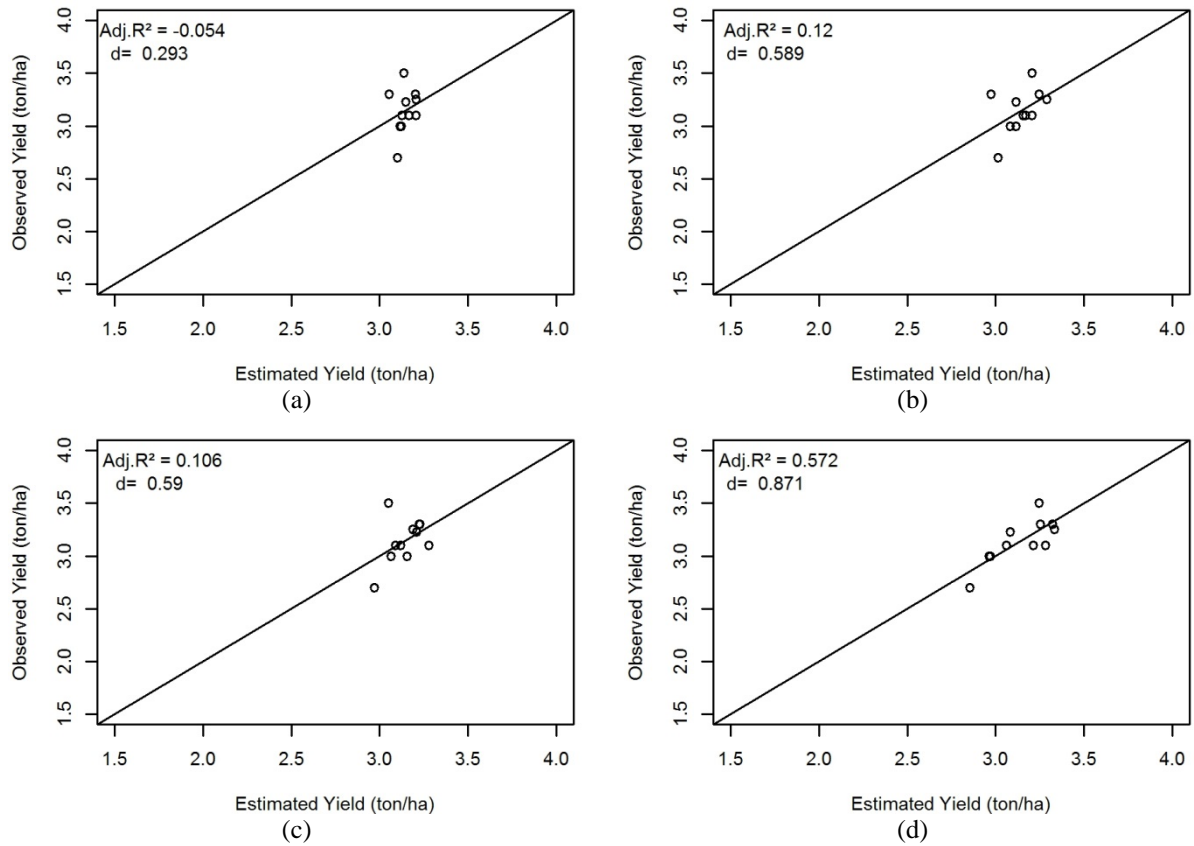 Adj.R² = -0.054
d= 0.293
Observed Yield (ton/ha)
4.0
3.5
3.0
2.5
2.0
1.5
1.5 2.0 2.5 3.0 3.5 4.0
Estimated Yield (ton/ha)
(a)
Adj.R² = 0.12
d= 0.589
Observed Yield (ton/ha)
4.0
3.5
3.0
2.5
2.0
1.5
1.5 2.0 2.5 3.0 3.5 4.0
Estimated Yield (ton/ha)
(b)
Adj.R² = 0.106
d= 0.59
Observed Yield (ton/ha)
4.0
3.5
3.0
2.5
2.0
1.5
1.5 2.0 2.5 3.0 3.5 4.0
Estimated Yield (ton/ha)
(c)
Adj.R² = 0.572
d= 0.871
Observed Yield (ton/ha)
4.0
3.5
3.0
2.5
2.0
1.5
1.5 2.0 2.5 3.0 3.5 4.0
Estimated Yield (ton/ha)
(d)